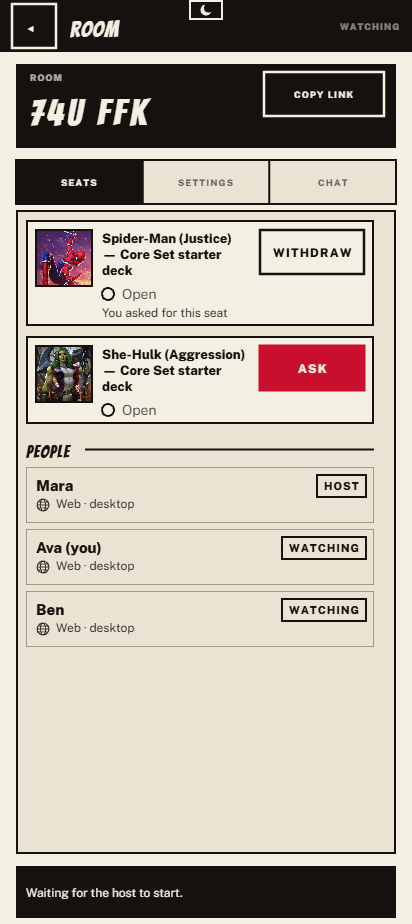 ROOM
WATCHING
ROOM
74U FFK
COPY LINK
SEATS
SETTINGS
CHAT
Spider-Man (Justice)
— Core Set starter
deck
WITHDRAW
Open
You asked for this seat
She-Hulk (Aggression)
— Core Set starter
deck
ASK
Open
PEOPLE
Mara
HOST
Web · desktop
Ava (you)
WATCHING
Web · desktop
Ben
WATCHING
Web · desktop
Waiting for the host to start.